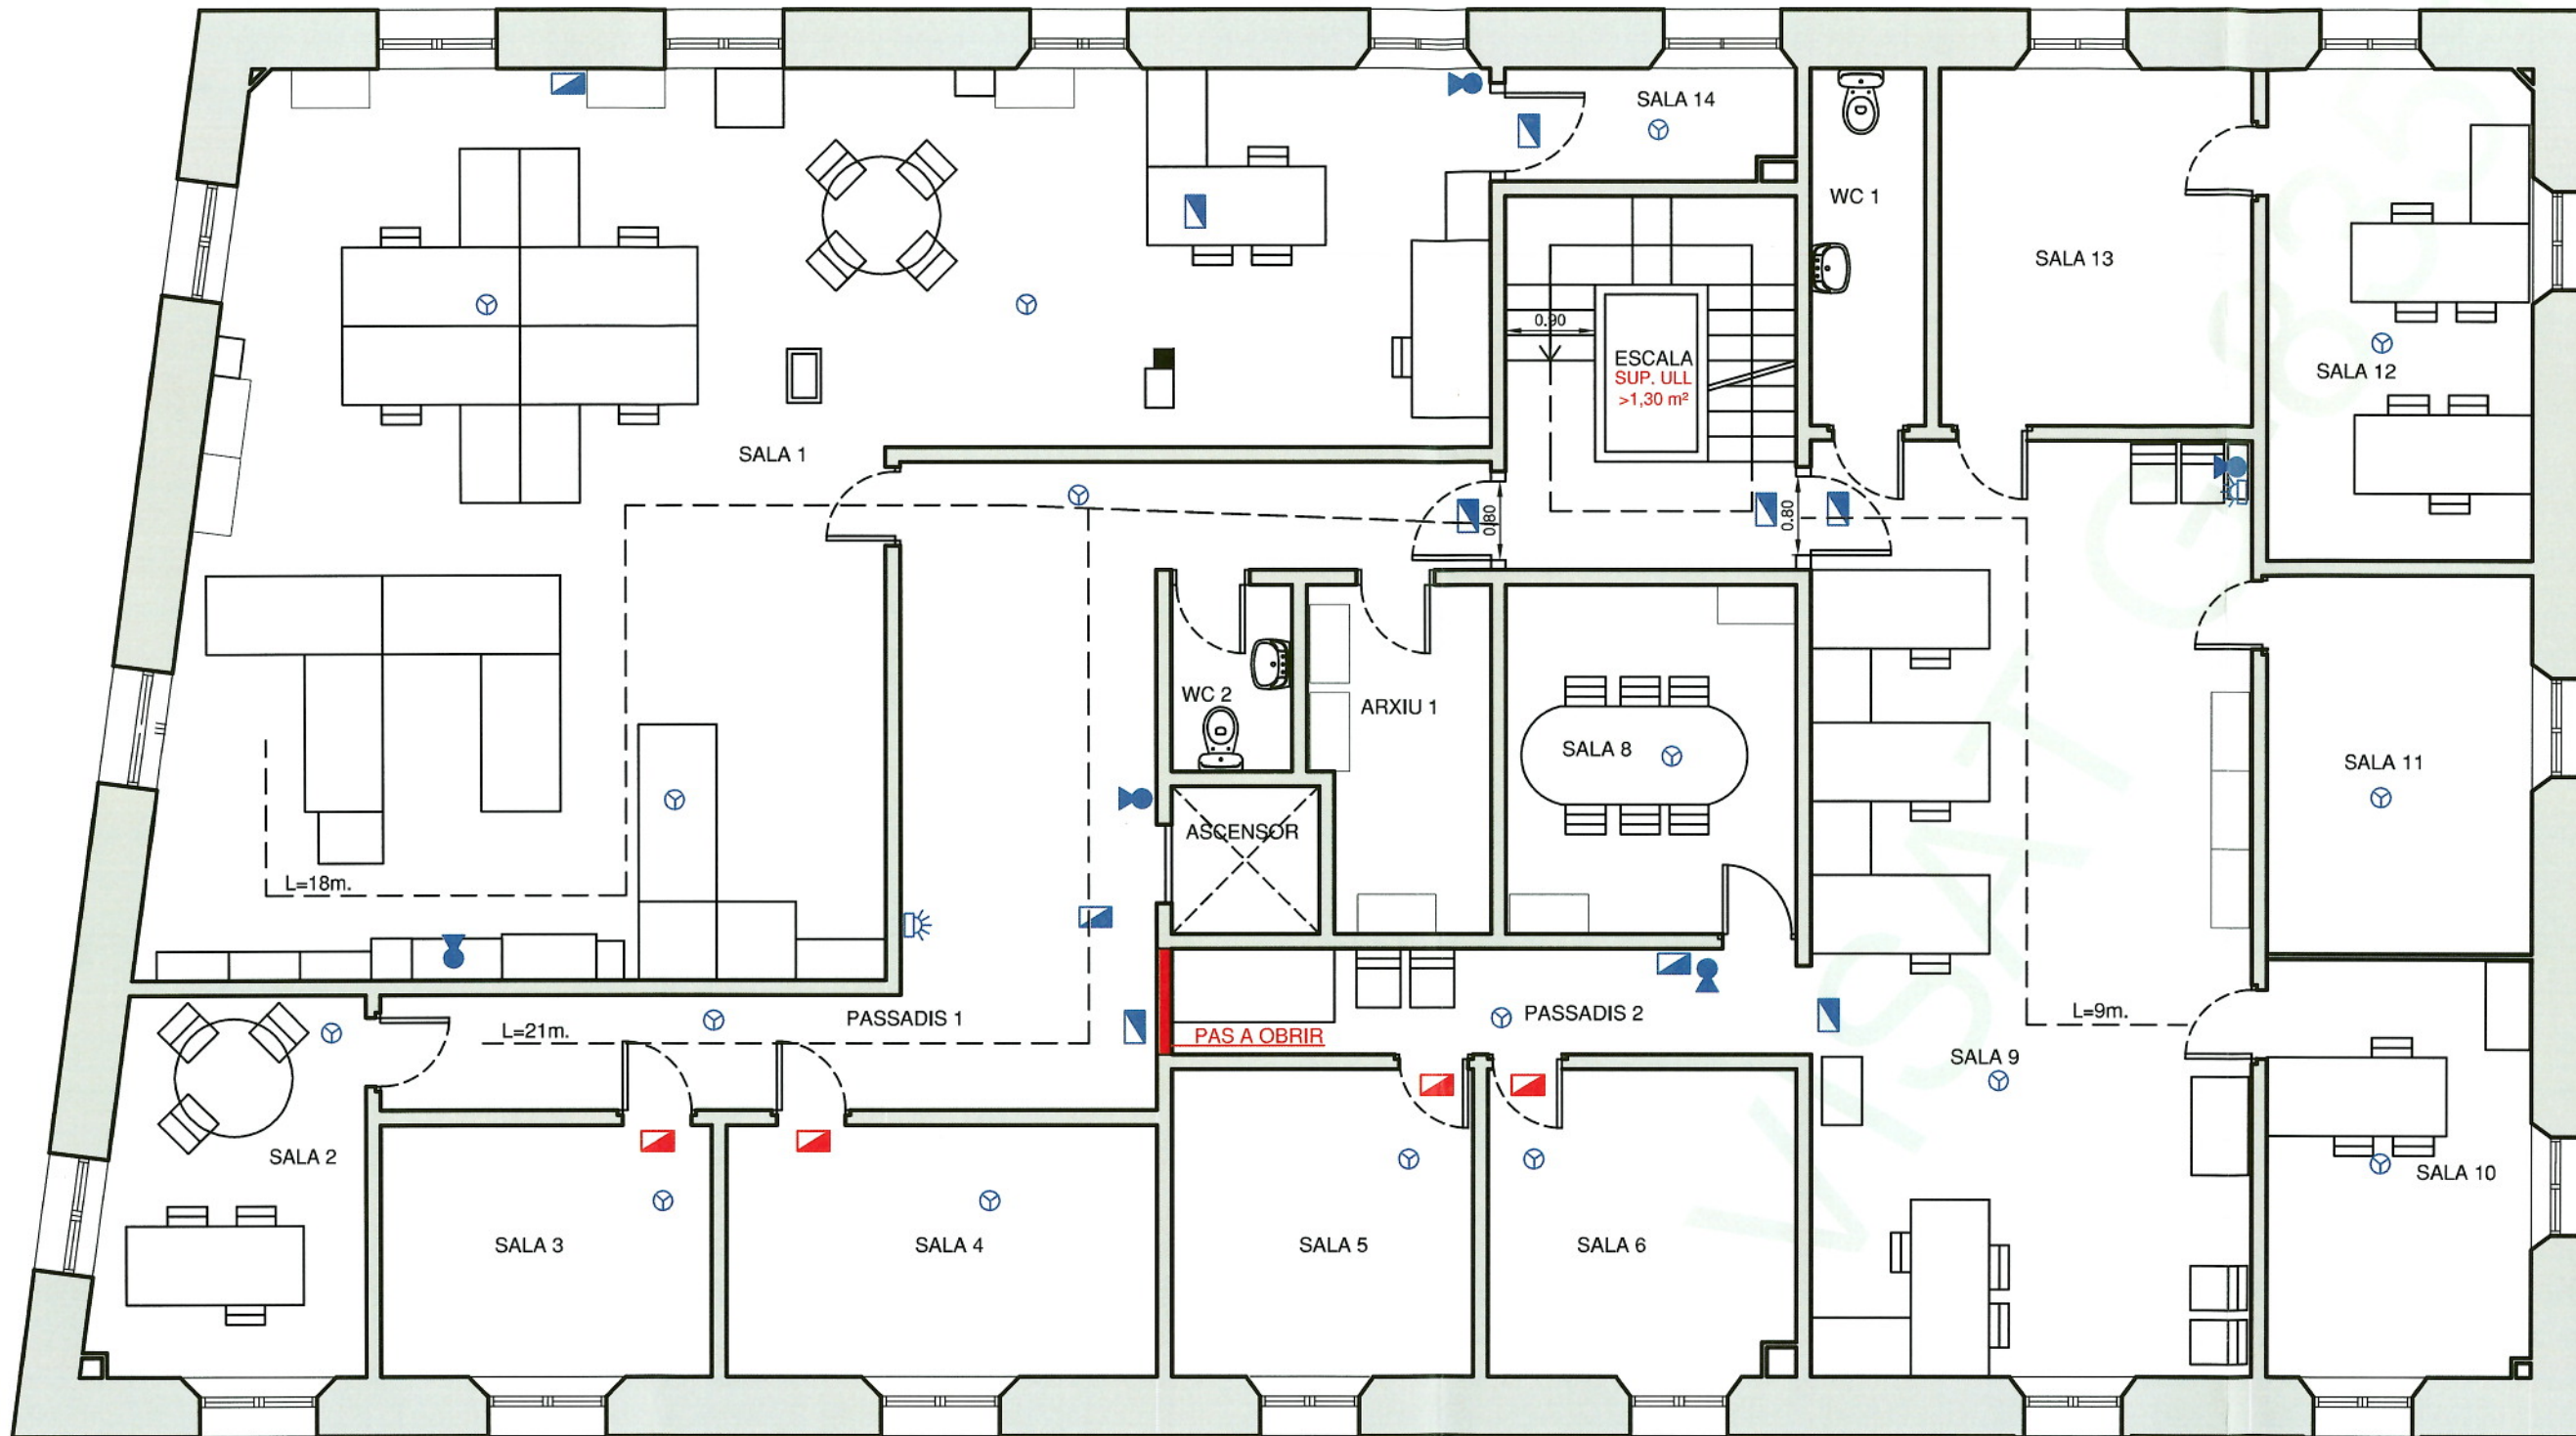 SALA 14
WC 1
SALA 13
0.90
ESCALA
SUP. ULL
>1,30 m²
SALA 12
SALA 1
0.80
0.80
WC 2
ARXIU 1
SALA 8
SALA 11
ASCENSOR
L=18m.
PASSADIS 1
L=21m.
PAS A OBRIR
PASSADIS 2
L=9m.
SALA 9
SALA 2
SALA 10
SALA 3
SALA 4
SALA 5
SALA 6